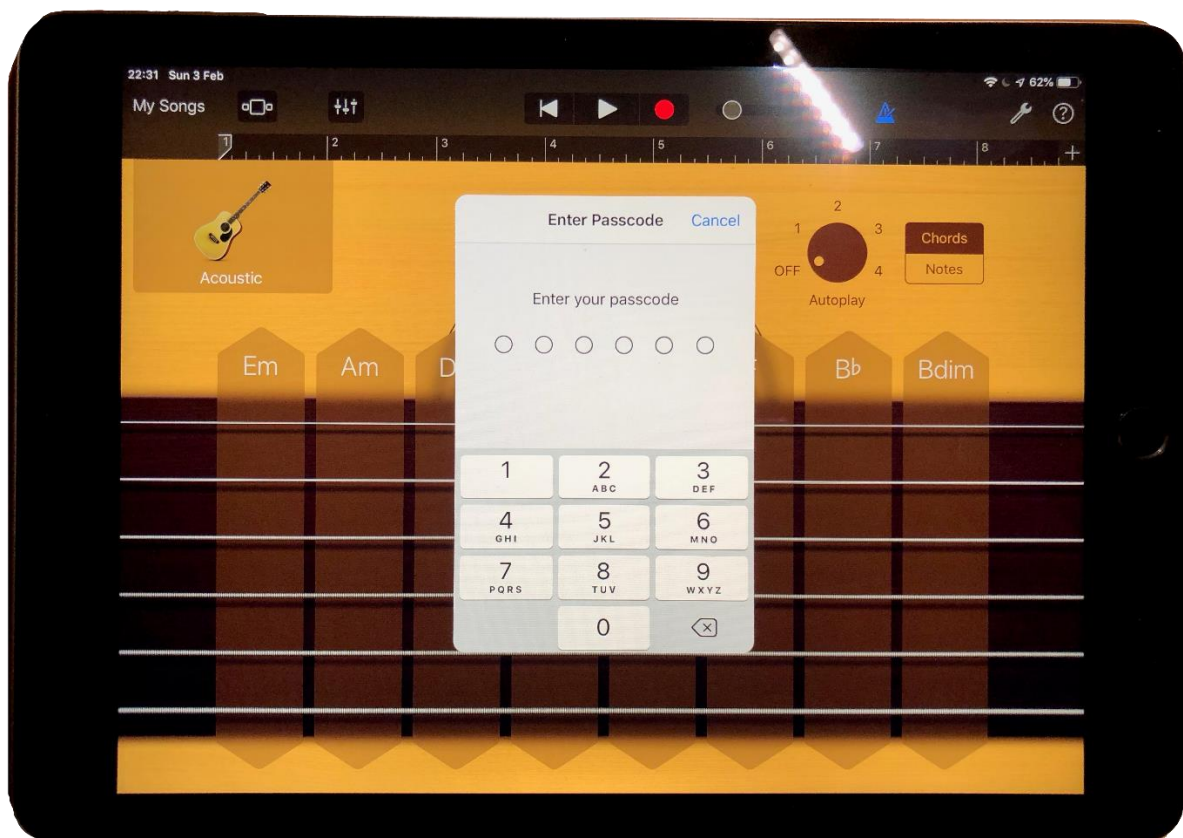 22:31 Sun 3 Feb
62%
My Songs
1 2 3 4 5 6 7 8
Acoustic
Enter Passcode Cancel
Enter your passcode
2
1 3
OFF 4
Autoplay
Chords
Notes
Em Am D B♭ Bdim
1 2 3
ABC DEF
4 5 6
GHI JKL MNO
7 8 9
PQRS TUV WXYZ
0